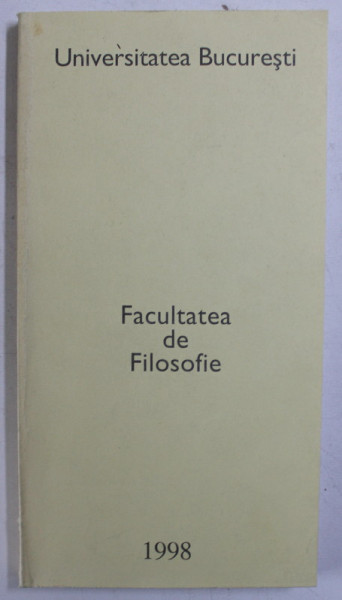 Universitatea București
Facultatea
de
Filosofie
1998